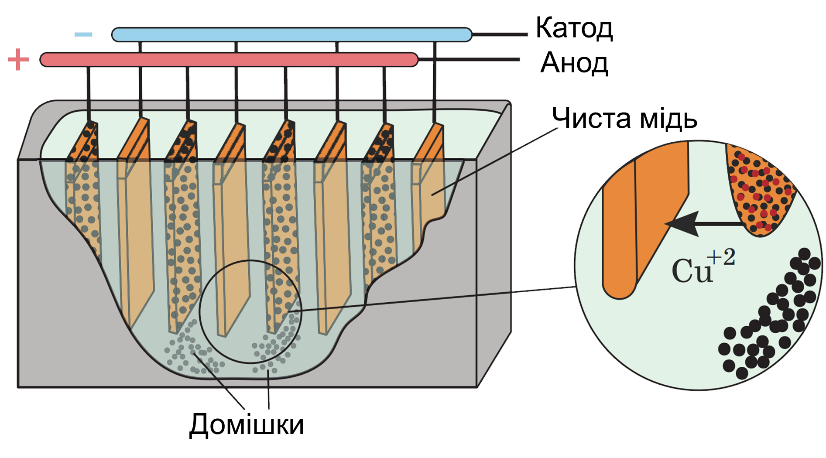 − Катод
+ Анод
Чиста мідь
Cu+2
Домішки